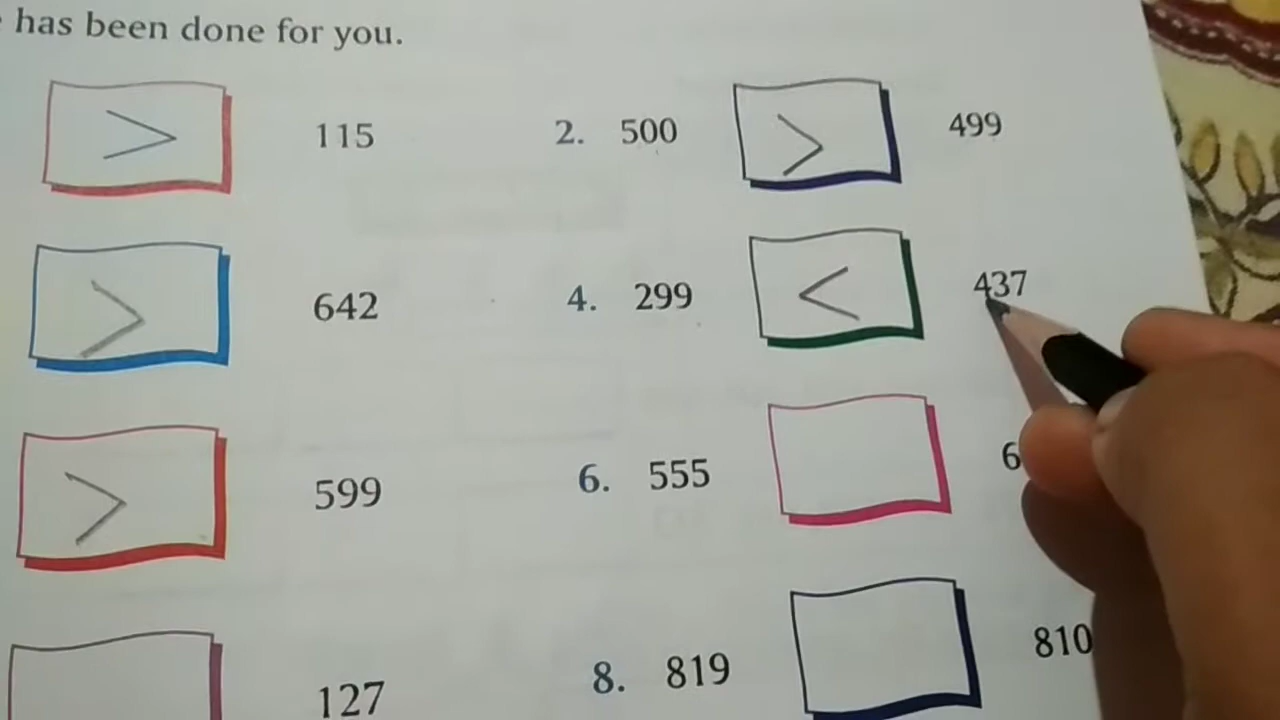 has been done for you.
> 115 2. 500 > 499
> 642 4. 299 < 437
> 599 6. 555 6
127 8. 819 810